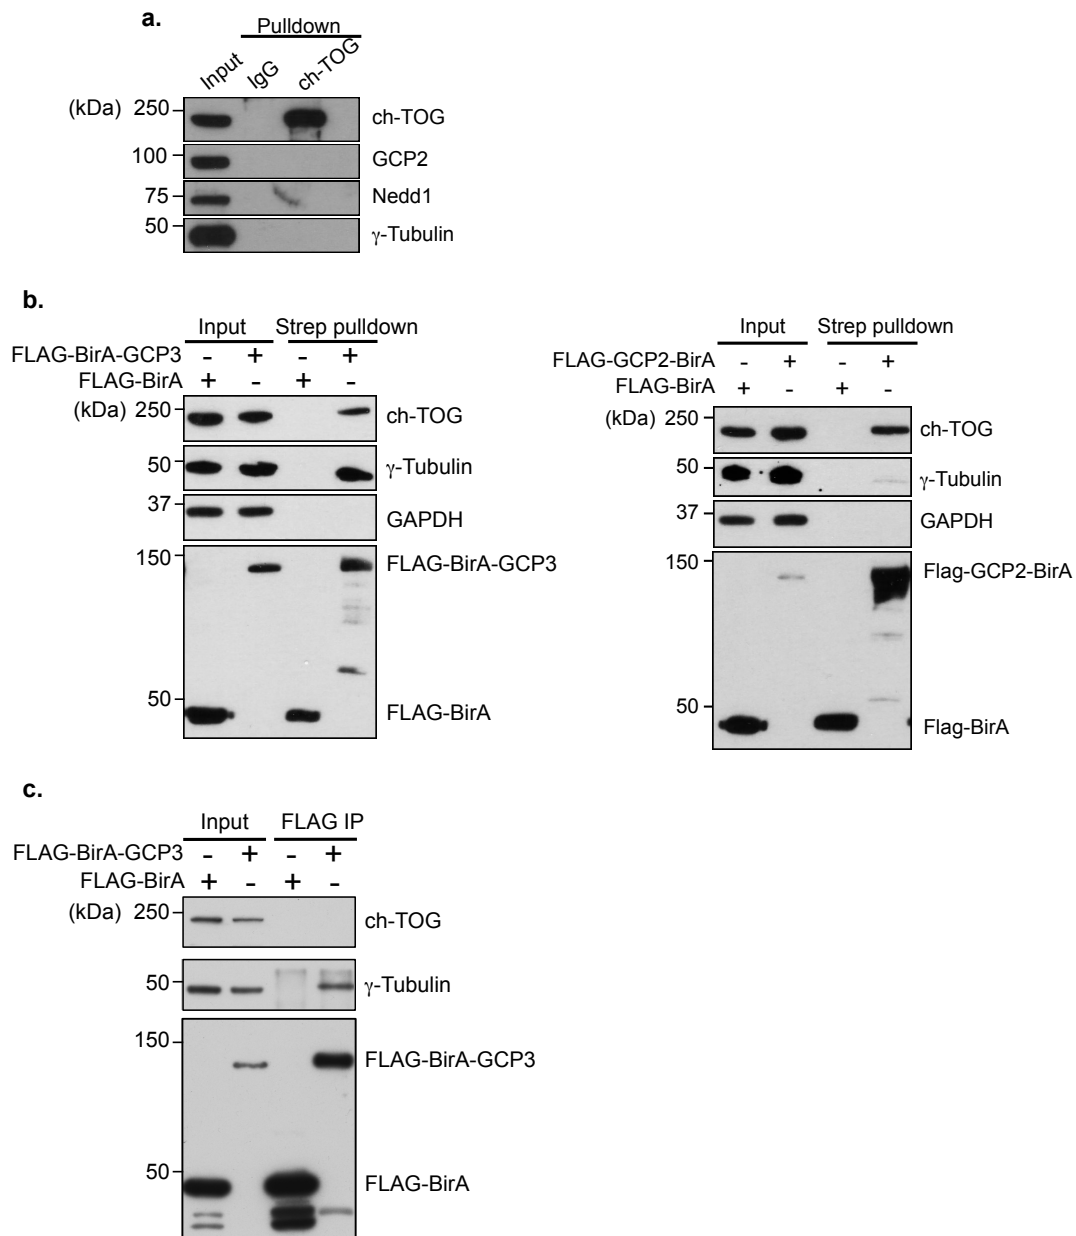 a.
Pulldown
Input IgG ch-TOG
(kDa) 250 ch-TOG
100 GCP2
75 Nedd1
50 γ-Tubulin
b.
Input Strep pulldown
FLAG-BirA-GCP3 - + - +
FLAG-BirA + - + -
(kDa) 250 ch-TOG
50 γ-Tubulin
37 GAPDH
150 FLAG-BirA-GCP3
50 FLAG-BirA
Input Strep pulldown
FLAG-GCP2-BirA - + - +
FLAG-BirA + - + -
(kDa) 250 ch-TOG
50 γ-Tubulin
37 GAPDH
150 Flag-GCP2-BirA
50 Flag-BirA
c.
Input FLAG IP
FLAG-BirA-GCP3 - + - +
FLAG-BirA + - + -
(kDa) 250 ch-TOG
50 γ-Tubulin
150 FLAG-BirA-GCP3
50 FLAG-BirA